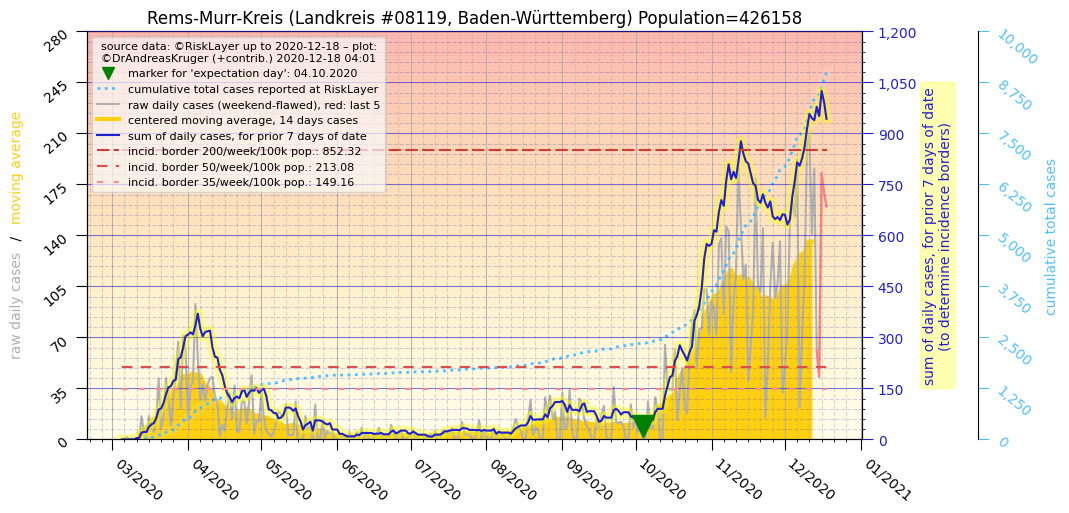 Rems-Murr-Kreis (Landkreis #08119, Baden-Württemberg) Population=426158
source data: ©RiskLayer up to 2020-12-18 – plot:
©DrAndreasKruger (+contrib.) 2020-12-18 04:01
marker for 'expectation day': 04.10.2020
cumulative total cases reported at RiskLayer
raw daily cases (weekend-flawed), red: last 5
centered moving average, 14 days cases
sum of daily cases, for prior 7 days of date
incid. border 200/week/100k pop.: 852.32
incid. border 50/week/100k pop.: 213.08
incid. border 35/week/100k pop.: 149.16
raw daily cases / moving average
280
245
210
175
140
105
70
35
0
1,200
1,050
900
750
600
450
300
150
0
sum of daily cases, for prior 7 days of date
(to determine incidence borders)
10,000
8,750
7,500
6,250
5,000
3,750
2,500
1,250
0
cumulative total cases
03/2020
04/2020
05/2020
06/2020
07/2020
08/2020
09/2020
10/2020
11/2020
12/2020
01/2021